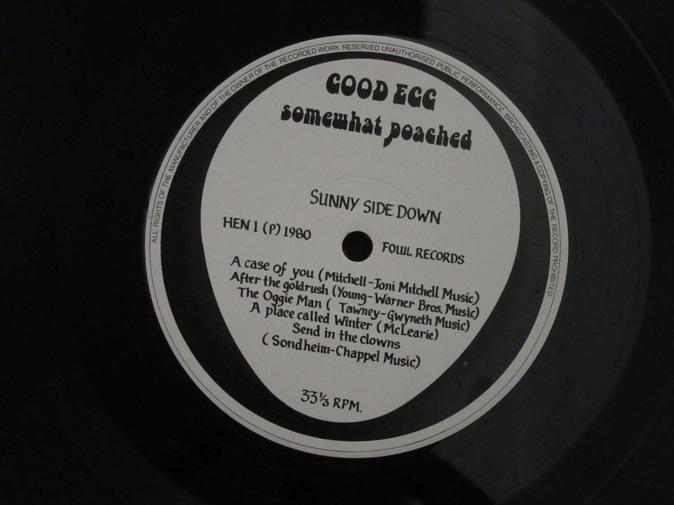 ALL RIGHTS OF THE MANUFACTURER AND OF THE OWNER OF THE RECORDED WORK RESERVED UNAUTHORISED PUBLIC PERFORMANCE BROADCASTING & COPYING OF THE RECORD PROHIBITED
GOOD EGG
somewhat poached
SUNNY SIDE DOWN
HEN 1 (P) 1980
FOWL RECORDS
A case of you (Mitchell-Joni Mitchell Music)
After the goldrush (Young-Warner Bros. Music)
The Oggie Man ( Tawney-Gwyneth Music)
A place called Winter (McLearie)
Send in the clowns
( Sondheim-Chappel Music)
33⅓ RPM.